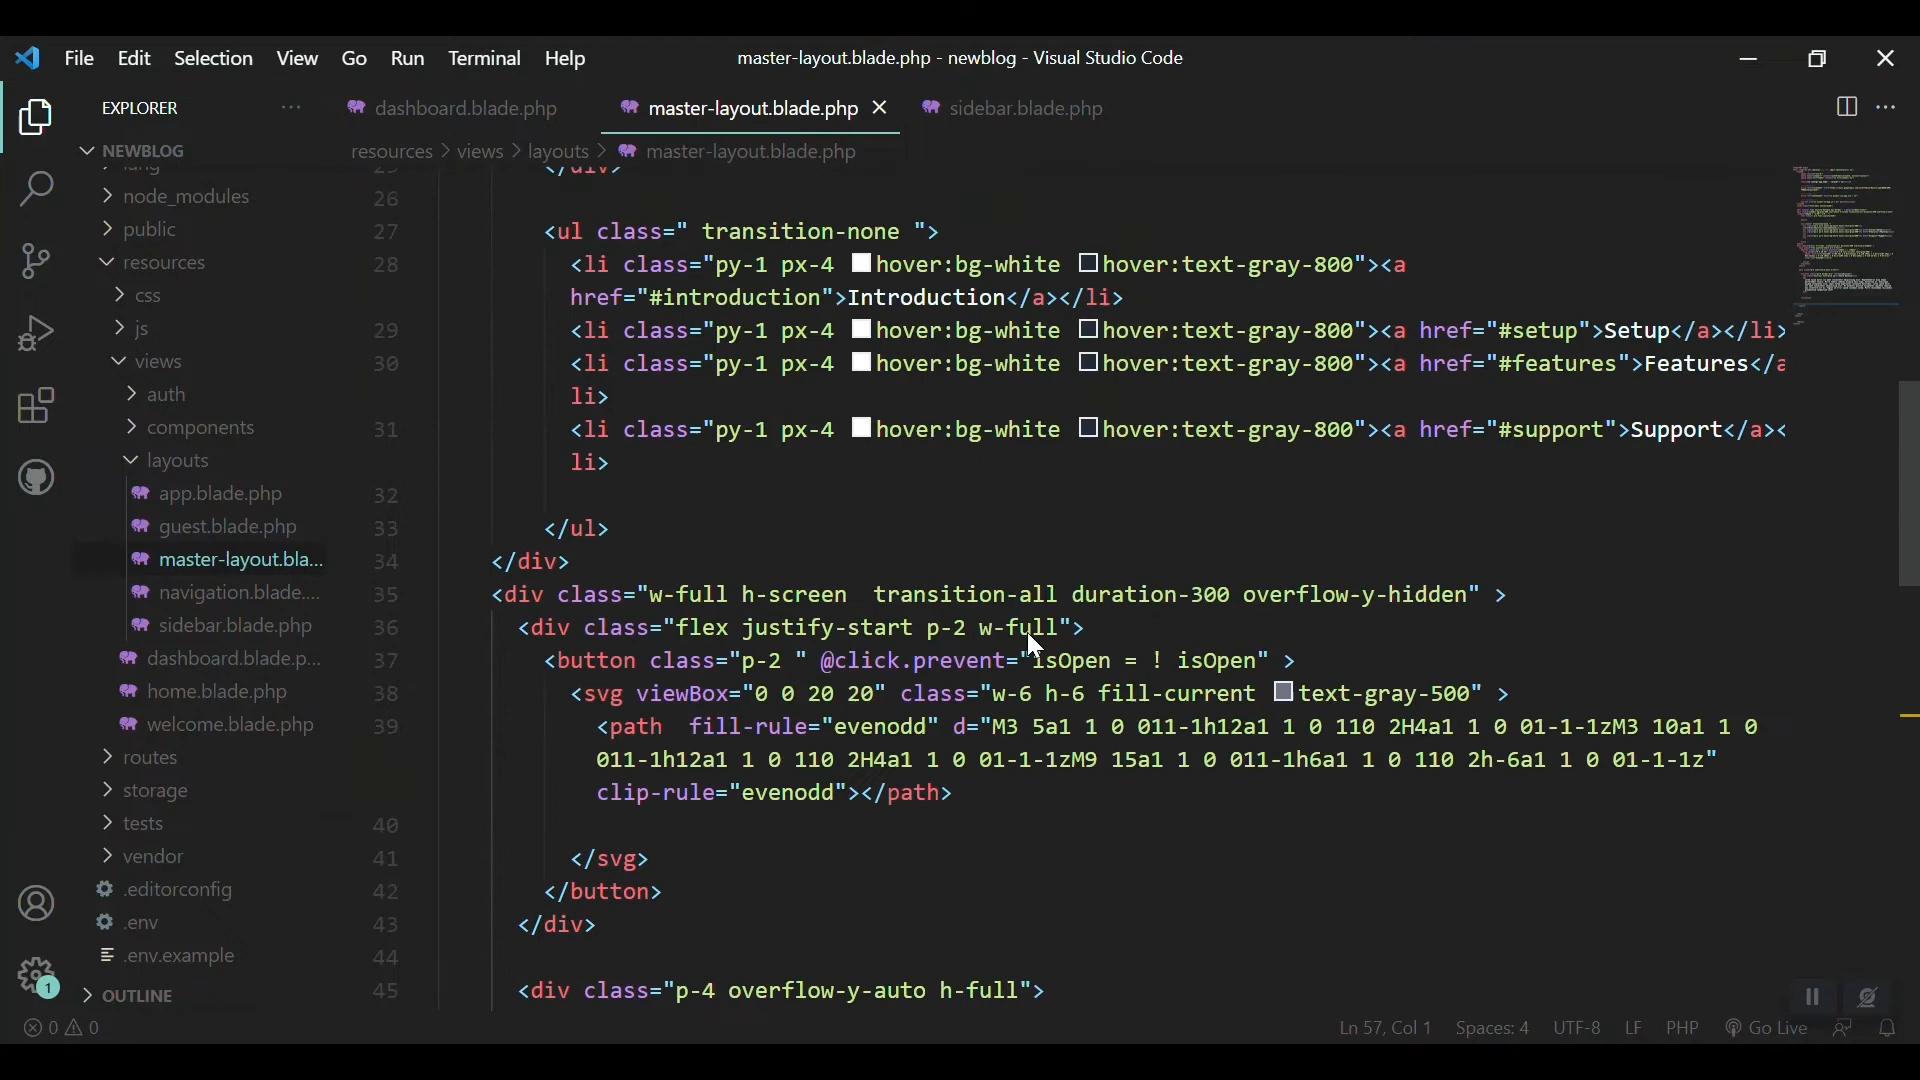 File Edit Selection View Go Run Terminal Help
master-layout.blade.php - newblog - Visual Studio Code
EXPLORER
dashboard.blade.php
master-layout.blade.php
sidebar.blade.php
NEWBLOG
resources > views > layouts > master-layout.blade.php
lang
node_modules
public
resources
css
js
views
auth
components
layouts
app.blade.php
guest.blade.php
master-layout.bla...
navigation.blade....
sidebar.blade.php
dashboard.blade.p...
home.blade.php
welcome.blade.php
routes
storage
tests
vendor
.editorconfig
.env
.env.example
OUTLINE
25 </div>
26
27 <ul class=" transition-none ">
28 <li class="py-1 px-4 hover:bg-white hover:text-gray-800"><a
href="#introduction">Introduction</a></li>
29 <li class="py-1 px-4 hover:bg-white hover:text-gray-800"><a href="#setup">Setup</a></li>
30 <li class="py-1 px-4 hover:bg-white hover:text-gray-800"><a href="#features">Features</a
li>
31 <li class="py-1 px-4 hover:bg-white hover:text-gray-800"><a href="#support">Support</a><
li>
32
33 </ul>
34 </div>
35 <div class="w-full h-screen  transition-all duration-300 overflow-y-hidden" >
36 <div class="flex justify-start p-2 w-full">
37 <button class="p-2 " @click.prevent="isOpen = ! isOpen" >
38 <svg viewBox="0 0 20 20" class="w-6 h-6 fill-current text-gray-500" >
39 <path  fill-rule="evenodd" d="M3 5a1 1 0 011-1h12a1 1 0 110 2H4a1 1 0 01-1-1zM3 10a1 1 0
011-1h12a1 1 0 110 2H4a1 1 0 01-1-1zM9 15a1 1 0 011-1h6a1 1 0 110 2h-6a1 1 0 01-1-1z"
clip-rule="evenodd"></path>
40
41 </svg>
42 </button>
43 </div>
44
45 <div class="p-4 overflow-y-auto h-full">
1
0 0
Ln 57, Col 1 Spaces: 4 UTF-8 LF PHP Go Live